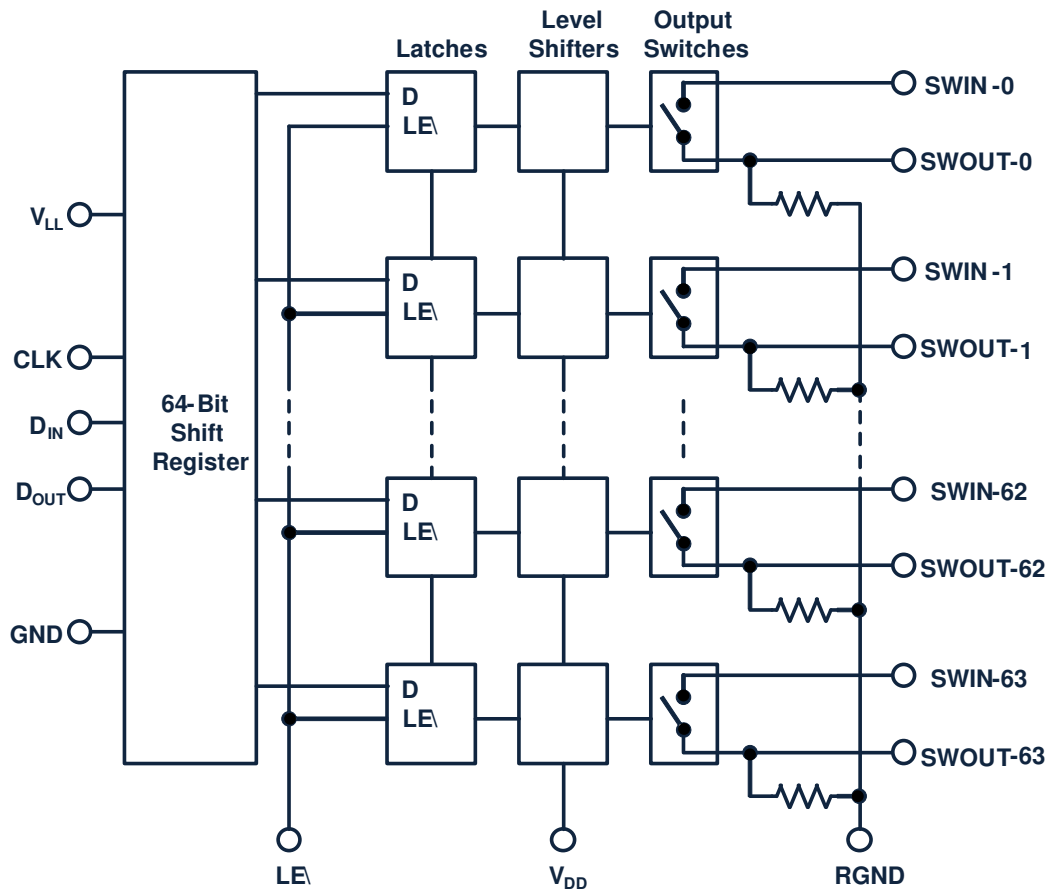 Latches
Level
Shifters
Output
Switches
D
LE\
SWIN -0
SWOUT-0
VLL
D
LE\
SWIN -1
SWOUT-1
CLK
64-Bit
Shift
Register
DIN
DOUT
D
LE\
SWIN-62
SWOUT-62
GND
D
LE\
SWIN-63
SWOUT-63
LE\
VDD
RGND